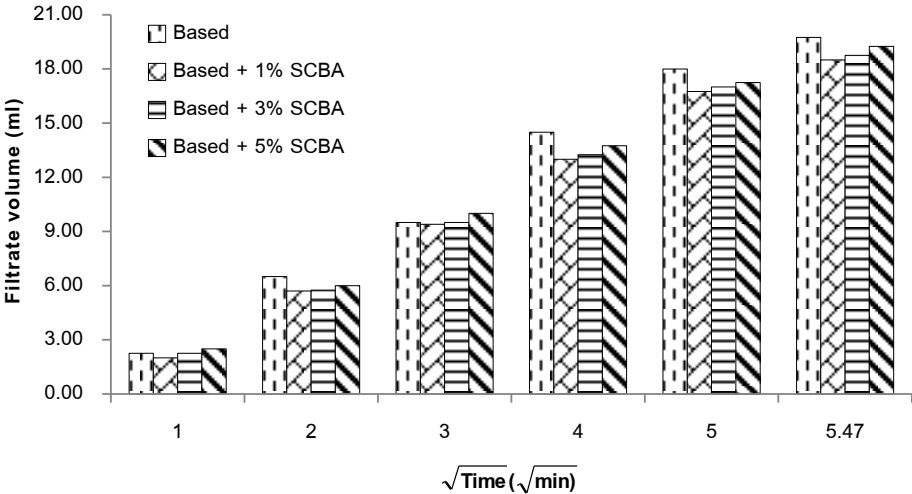 21.00
18.00
15.00
12.00
9.00
6.00
3.00
0.00
Filtrate volume (ml)
Based
Based + 1% SCBA
Based + 3% SCBA
Based + 5% SCBA
1 2 3 4 5 5.47
√Time(√min)